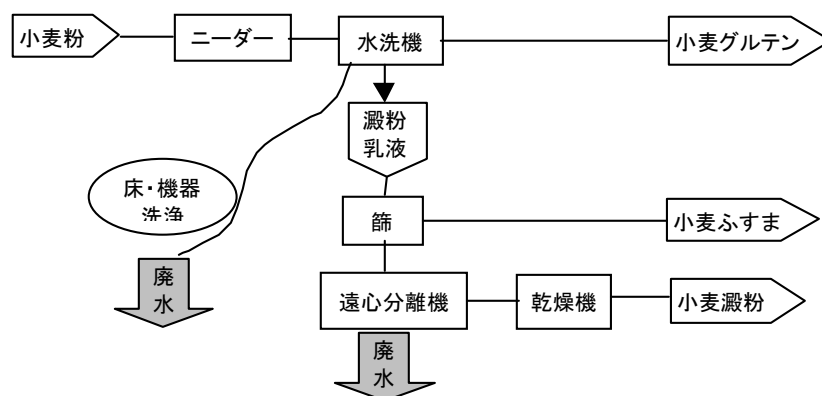 小麦粉
ニーダー
水洗機
小麦グルテン
澱粉
乳液
床・機器
洗浄
篩
小麦ふすま
廃
水
遠心分離機
乾燥機
小麦澱粉
廃
水